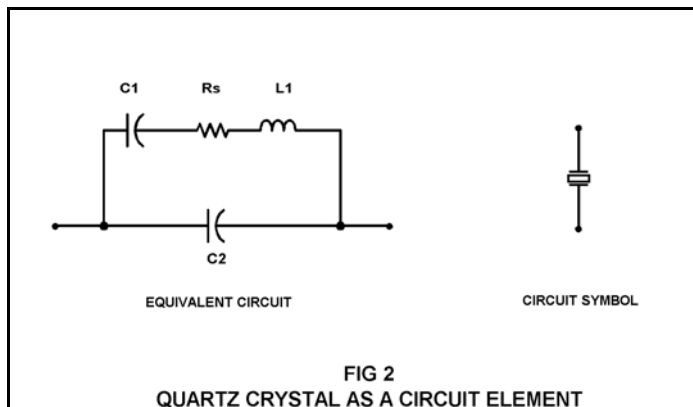 C1 Rs L1
C2
EQUIVALENT CIRCUIT
CIRCUIT SYMBOL
FIG 2
QUARTZ CRYSTAL AS A CIRCUIT ELEMENT